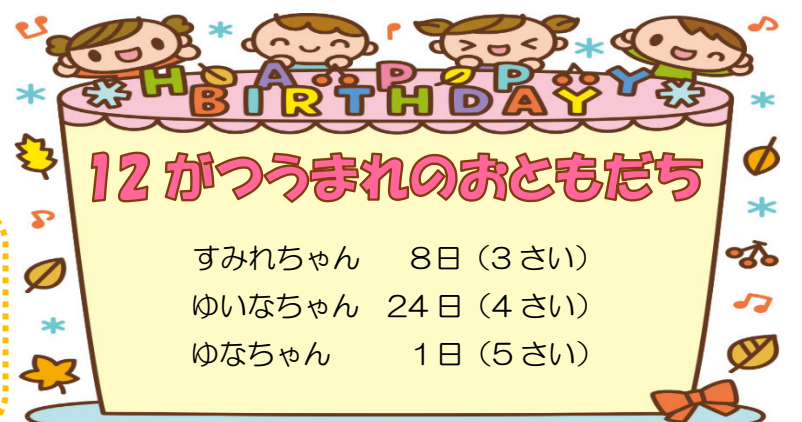 HAPPY
BIRTHDAY
12がつうまれのおともだち
すみれちゃん　　8日（3さい）
ゆいなちゃん　24日（4さい）
ゆなちゃん　　　1日（5さい）